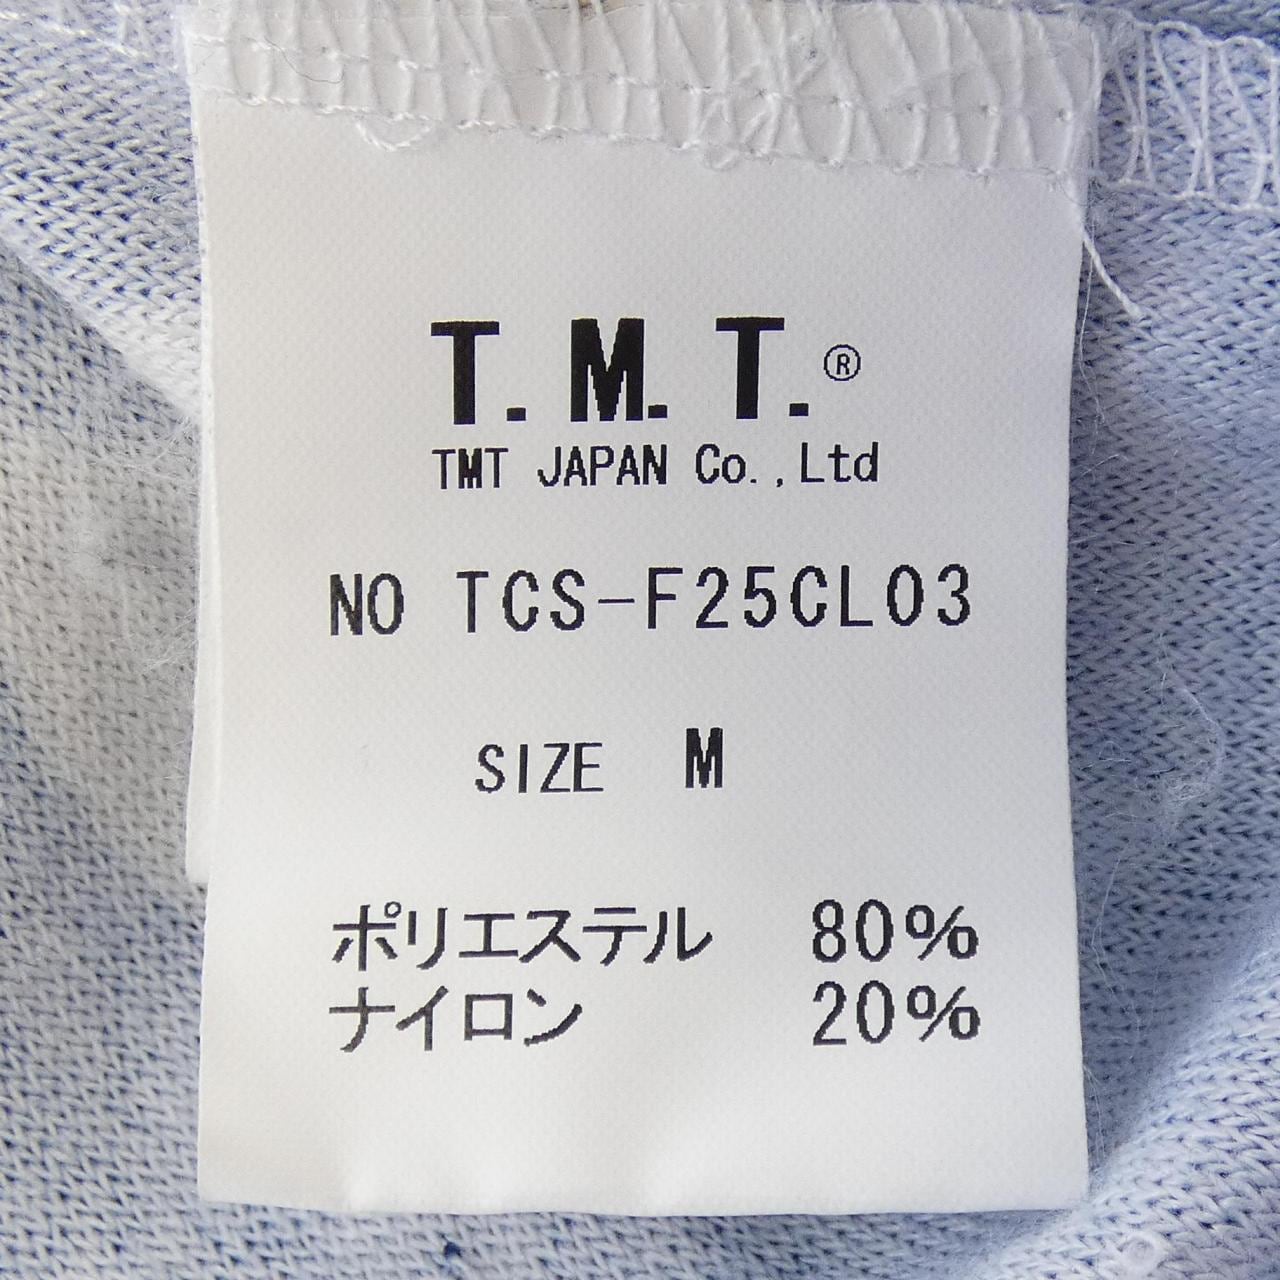 T.M.T.®
TMT JAPAN Co.,Ltd
NO TCS-F25CL03
SIZE M
ポリエステル 80%
ナイロン 20%